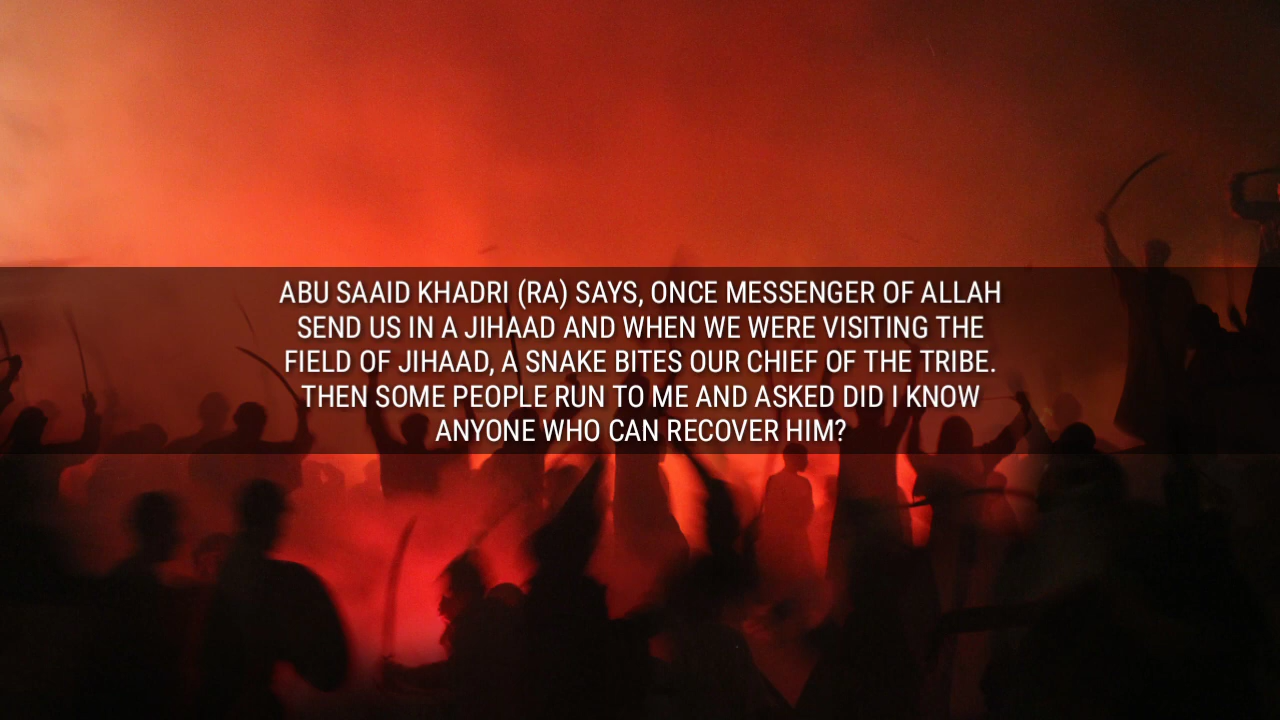 ABU SAAID KHADRI (RA) SAYS, ONCE MESSENGER OF ALLAH
SEND US IN A JIHAAD AND WHEN WE WERE VISITING THE
FIELD OF JIHAAD, A SNAKE BITES OUR CHIEF OF THE TRIBE.
THEN SOME PEOPLE RUN TO ME AND ASKED DID I KNOW
ANYONE WHO CAN RECOVER HIM?